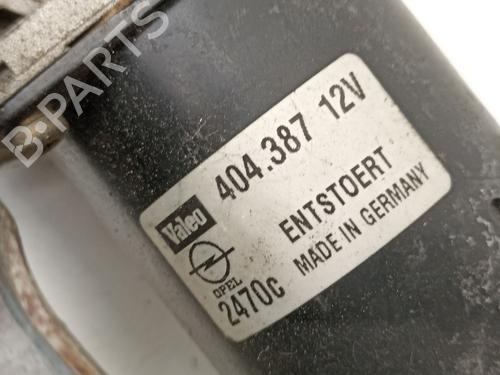 B-PARTS
Valeo 404.387 12V
ENTSTOERT
OPEL MADE IN GERMANY
2470C